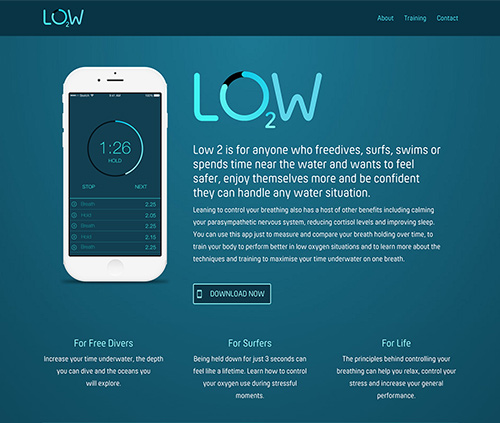 LO2W
About Training Contact
1:26
HOLD
STOP NEXT
Breath 2.25
Hold 2.05
Breath 2.25
Hold 2.10
Breath 2.25
LO2W
Low 2 is for anyone who freedives, surfs, swims or
spends time near the water and wants to feel
safer, enjoy themselves more and be confident
they can handle any water situation.
Leaning to control your breathing also has a host of other benefits including calming
your parasympathetic nervous system, reducing cortisol levels and improving sleep.
You can use this app just to measure and compare your breath holding over time, to
train your body to perform better in low oxygen situations and to learn more about the
techniques and training to maximise your time underwater on one breath.
DOWNLOAD NOW
For Free Divers
Increase your time underwater, the depth
you can dive and the oceans you
will explore.
For Surfers
Being held down for just 3 seconds can
feel like a lifetime. Learn how to control
your oxygen use during stressful
moments.
For Life
The principles behind controlling your
breathing can help you relax, control your
stress and increase your general
performance.